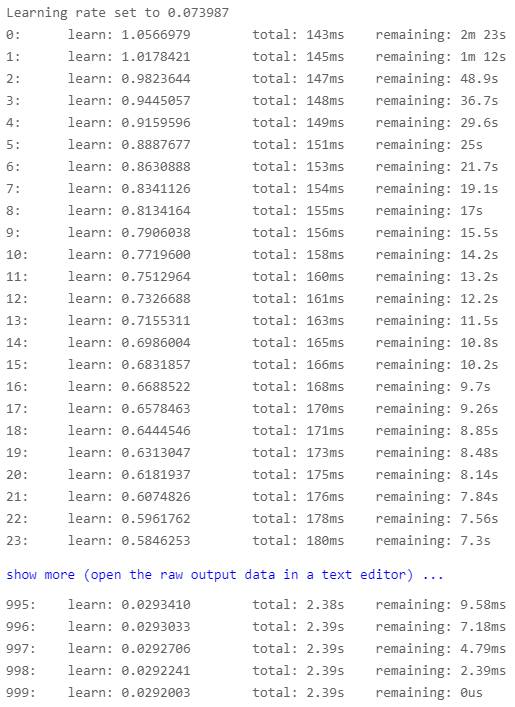 Learning rate set to 0.073987
0: learn: 1.0566979 total: 143ms remaining: 2m 23s
1: learn: 1.0178421 total: 145ms remaining: 1m 12s
2: learn: 0.9823644 total: 147ms remaining: 48.9s
3: learn: 0.9445057 total: 148ms remaining: 36.7s
4: learn: 0.9159596 total: 149ms remaining: 29.6s
5: learn: 0.8887677 total: 151ms remaining: 25s
6: learn: 0.8630888 total: 153ms remaining: 21.7s
7: learn: 0.8341126 total: 154ms remaining: 19.1s
8: learn: 0.8134164 total: 155ms remaining: 17s
9: learn: 0.7906038 total: 156ms remaining: 15.5s
10: learn: 0.7719600 total: 158ms remaining: 14.2s
11: learn: 0.7512964 total: 160ms remaining: 13.2s
12: learn: 0.7326688 total: 161ms remaining: 12.2s
13: learn: 0.7155311 total: 163ms remaining: 11.5s
14: learn: 0.6986004 total: 165ms remaining: 10.8s
15: learn: 0.6831857 total: 166ms remaining: 10.2s
16: learn: 0.6688522 total: 168ms remaining: 9.7s
17: learn: 0.6578463 total: 170ms remaining: 9.26s
18: learn: 0.6444546 total: 171ms remaining: 8.85s
19: learn: 0.6313047 total: 173ms remaining: 8.48s
20: learn: 0.6181937 total: 175ms remaining: 8.14s
21: learn: 0.6074826 total: 176ms remaining: 7.84s
22: learn: 0.5961762 total: 178ms remaining: 7.56s
23: learn: 0.5846253 total: 180ms remaining: 7.3s
show more (open the raw output data in a text editor) ...
995: learn: 0.0293410 total: 2.38s remaining: 9.58ms
996: learn: 0.0293033 total: 2.39s remaining: 7.18ms
997: learn: 0.0292706 total: 2.39s remaining: 4.79ms
998: learn: 0.0292241 total: 2.39s remaining: 2.39ms
999: learn: 0.0292003 total: 2.39s remaining: 0us